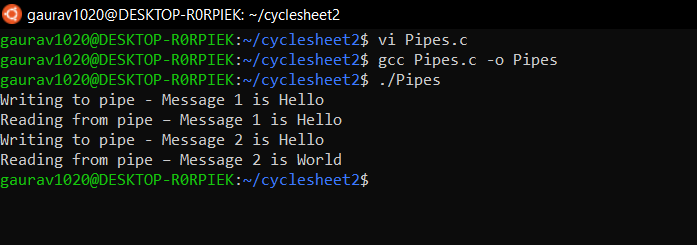 gaurav1020@DESKTOP-R0RPIEK: ~/cyclesheet2
gaurav1020@DESKTOP-R0RPIEK:~/cyclesheet2$ vi Pipes.c
gaurav1020@DESKTOP-R0RPIEK:~/cyclesheet2$ gcc Pipes.c -o Pipes
gaurav1020@DESKTOP-R0RPIEK:~/cyclesheet2$ ./Pipes
Writing to pipe - Message 1 is Hello
Reading from pipe – Message 1 is Hello
Writing to pipe - Message 2 is Hello
Reading from pipe – Message 2 is World
gaurav1020@DESKTOP-R0RPIEK:~/cyclesheet2$